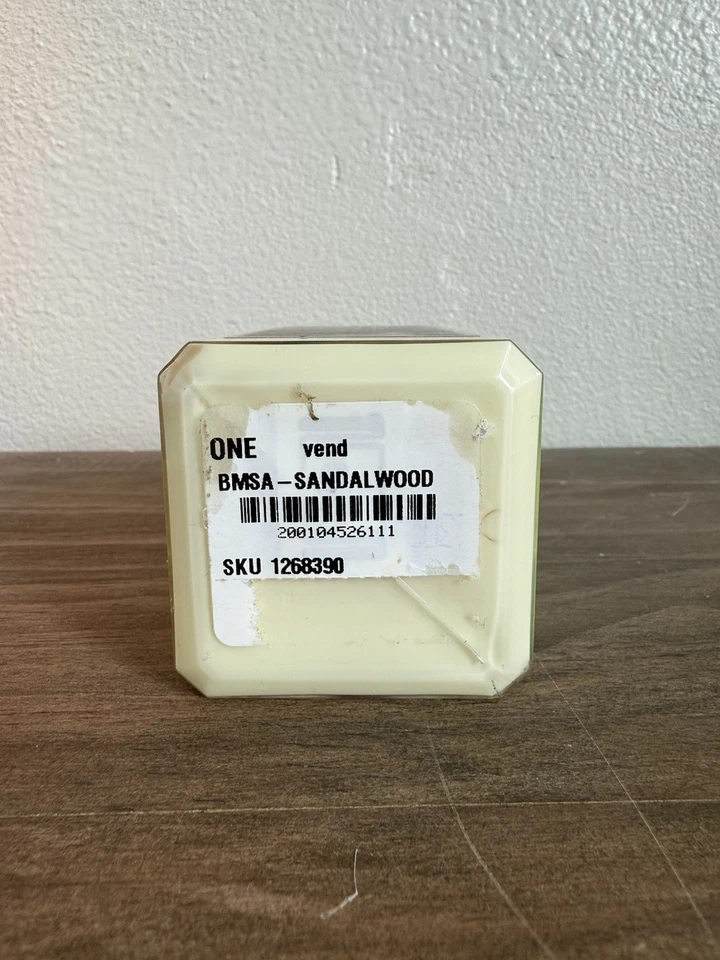 ONE vend
BMSA-SANDALWOOD
200104526111
SKU 1268390